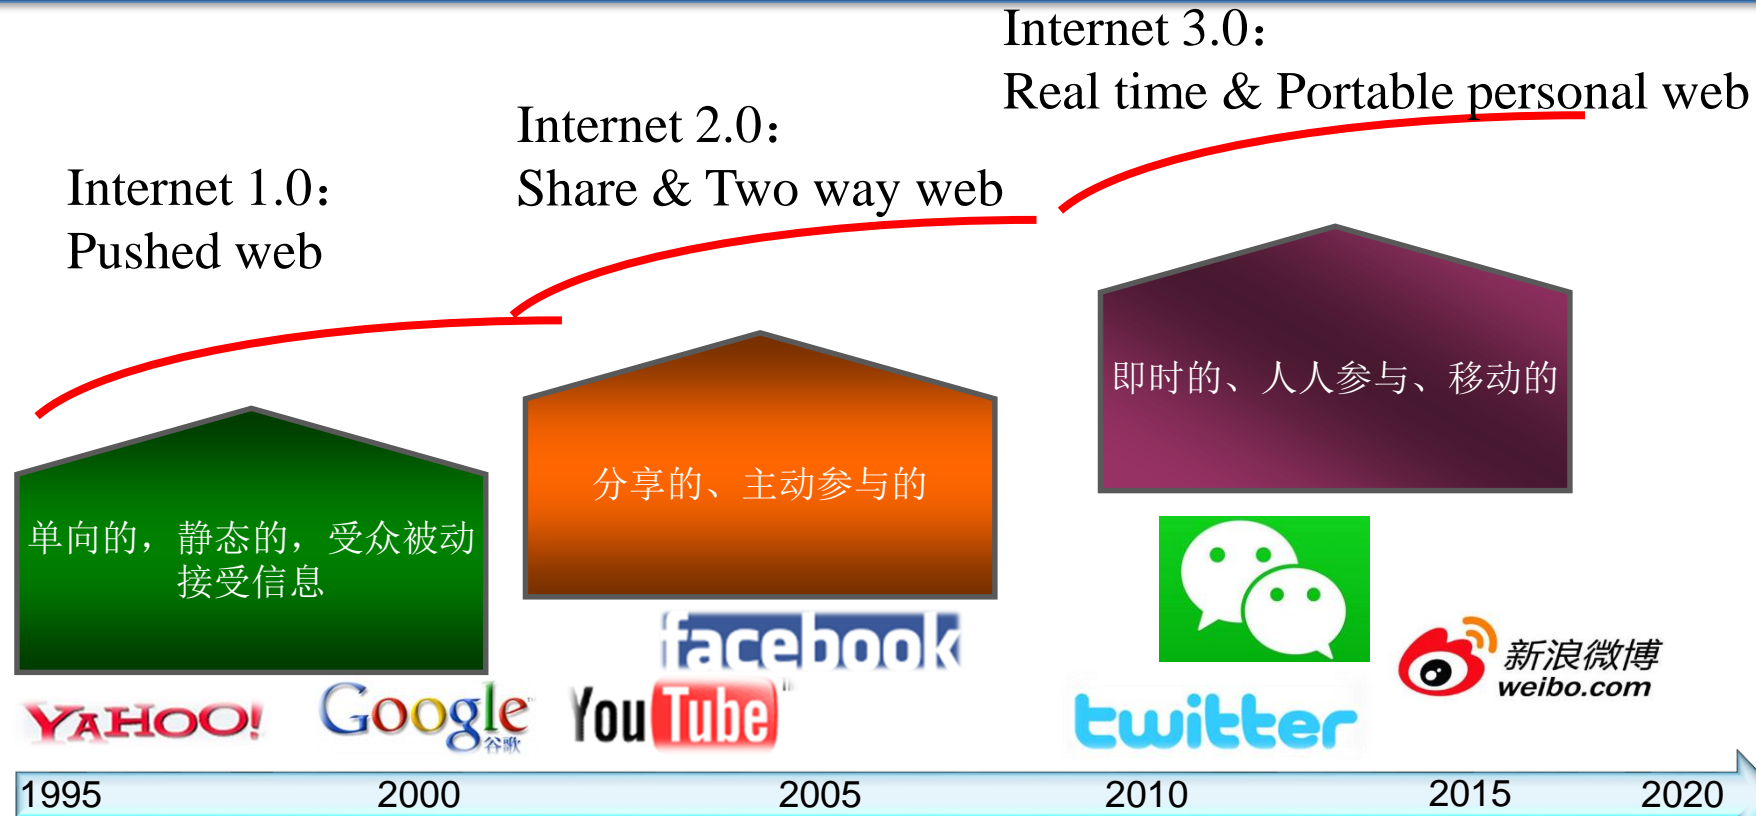 Internet 3.0：
Real time & Portable personal web
Internet 2.0：
Share & Two way web
Internet 1.0：
Pushed web
即时的、人人参与、移动的
分享的、主动参与的
单向的，静态的，受众被动
接受信息
facebook
新浪微博
weibo.com
YAHOO!
Google
谷歌
You Tube
twitter
1995
2000
2005
2010
2015
2020